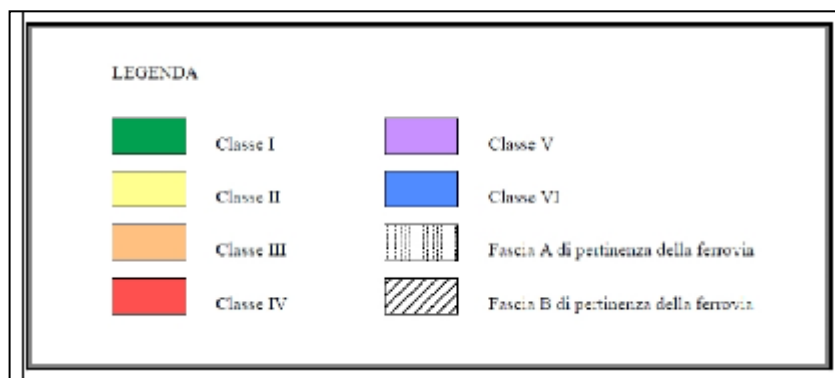 LEGENDA
Classe I
Classe II
Classe III
Classe IV
Classe V
Classe VI
Fascia A di pertinenza della ferrovia
Fascia B di pertinenza della ferrovia